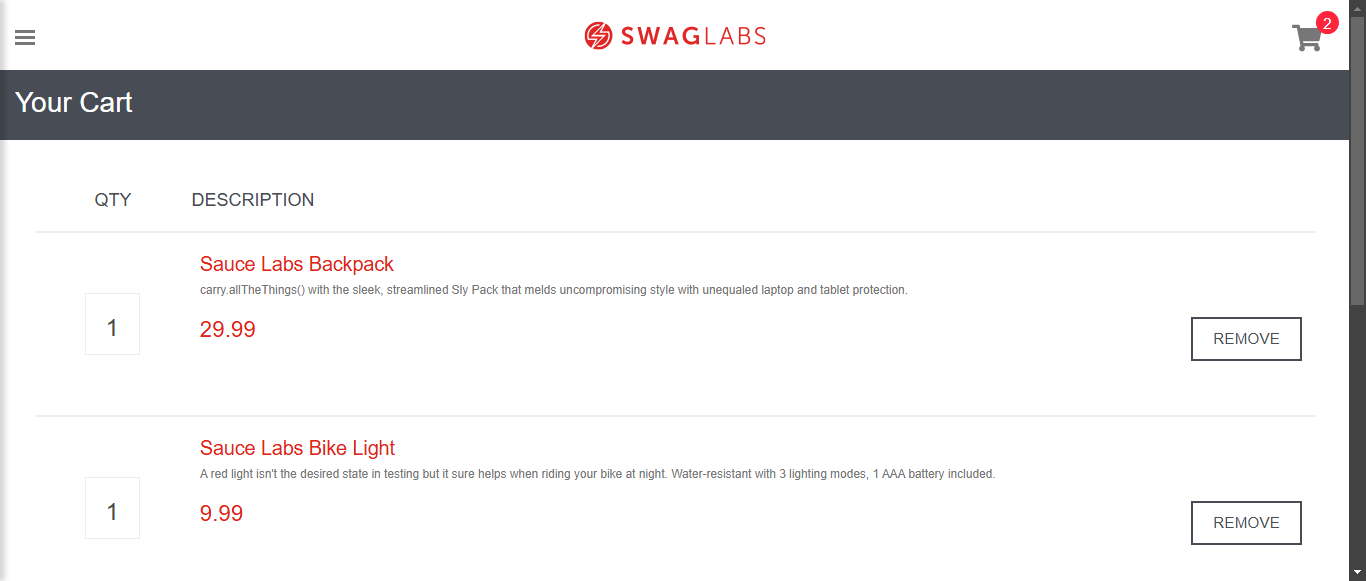 SWAGLABS
2
Your Cart
QTY DESCRIPTION
Sauce Labs Backpack
carry.allTheThings() with the sleek, streamlined Sly Pack that melds uncompromising style with unequaled laptop and tablet protection.
1
29.99
REMOVE
Sauce Labs Bike Light
A red light isn't the desired state in testing but it sure helps when riding your bike at night. Water-resistant with 3 lighting modes, 1 AAA battery included.
1
9.99
REMOVE